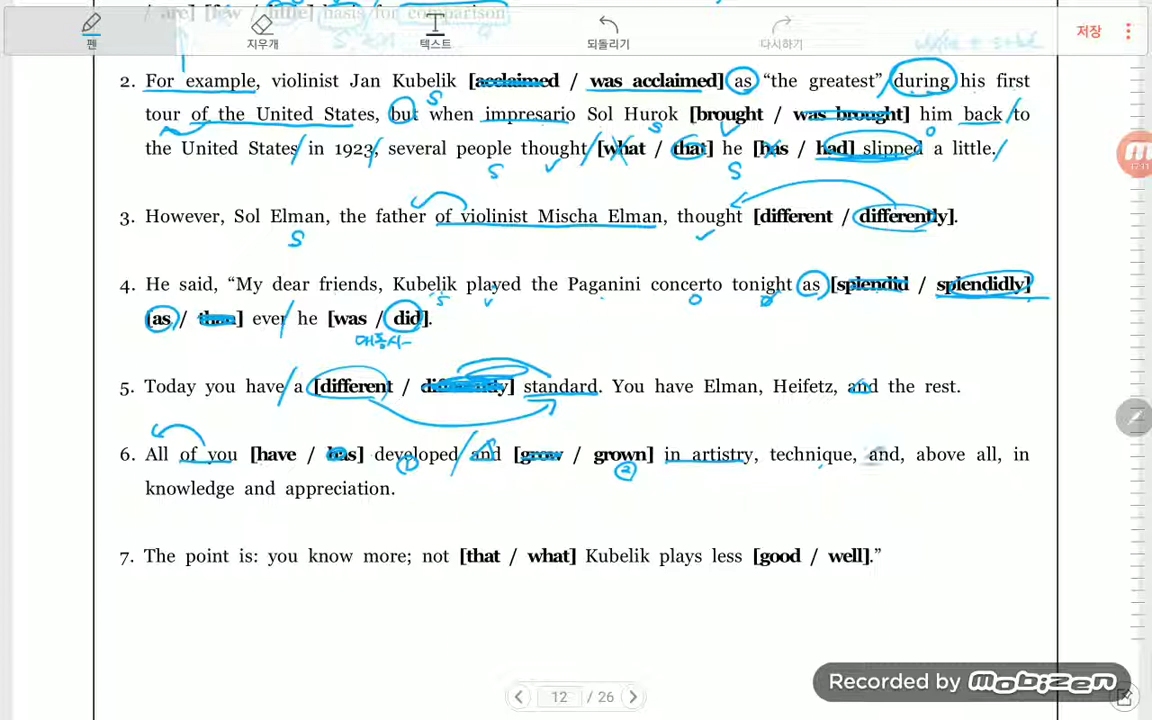 / are] [few / little] basis for comparison
펜
지우개
텍스트
되돌리기
다시하기
저장
2. For example, violinist Jan Kubelik [acclaimed / was acclaimed] as “the greatest” during his first
tour of the United States, but when impresario Sol Hurok [brought / was brought] him back to
the United States in 1923, several people thought [what / that] he [has / had] slipped a little.
S
S
S
S
O
3. However, Sol Elman, the father of violinist Mischa Elman, thought [different / differently].
S
4. He said, “My dear friends, Kubelik played the Paganini concerto tonight as [splendid / splendidly]
S
v
O
[as / than] ever he [was / did].
대동사
5. Today you have a [different / differently] standard. You have Elman, Heifetz, and the rest.
6. All of you [have / has] developed and [grow / grown] in artistry, technique, and, above all, in
①
②
knowledge and appreciation.
7. The point is: you know more; not [that / what] Kubelik plays less [good / well].”
12 / 26
Recorded by mobizen